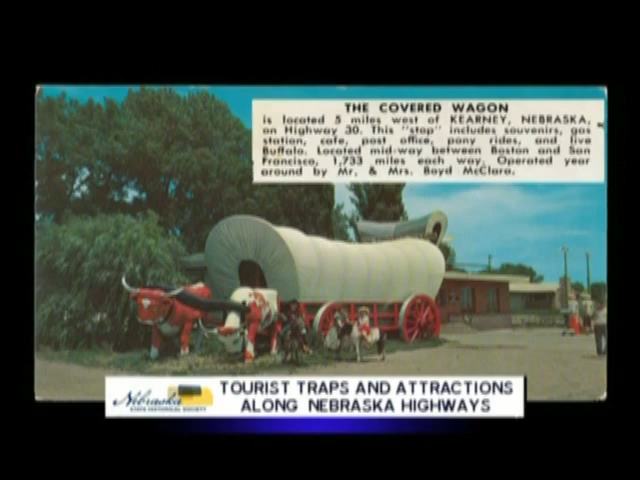 THE COVERED WAGON
is located 5 miles west of KEARNEY, NEBRASKA,
on Highway 30. This "stop" includes souvenirs, gas
station, cafe, post office, pony rides, and live
Buffalo. Located mid-way between Boston and San
Francisco, 1,733 miles each way. Operated year
around by Mr. & Mrs. Boyd McClara.
Nebraska
STATE HISTORICAL SOCIETY
TOURIST TRAPS AND ATTRACTIONS
ALONG NEBRASKA HIGHWAYS